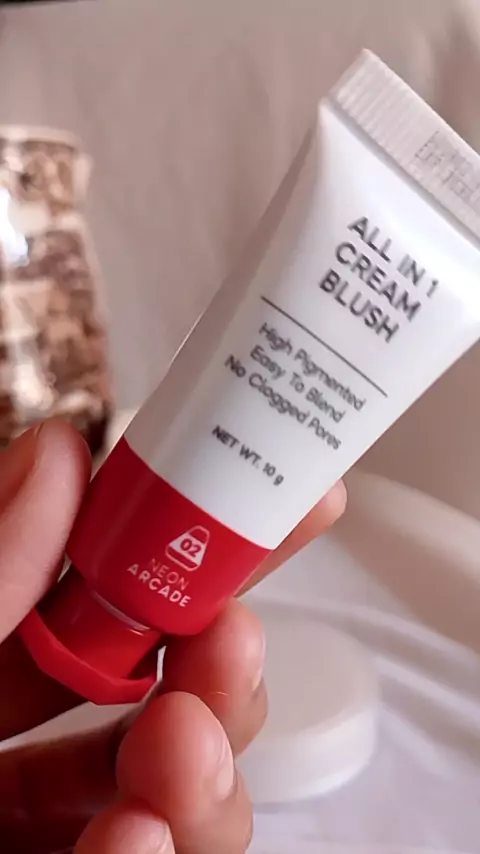 ALL IN 1
CREAM
BLUSH
High Pigmented
Easy To Blend
No Clogged Pores
NET WT. 10 g
02
NEON
ARCADE